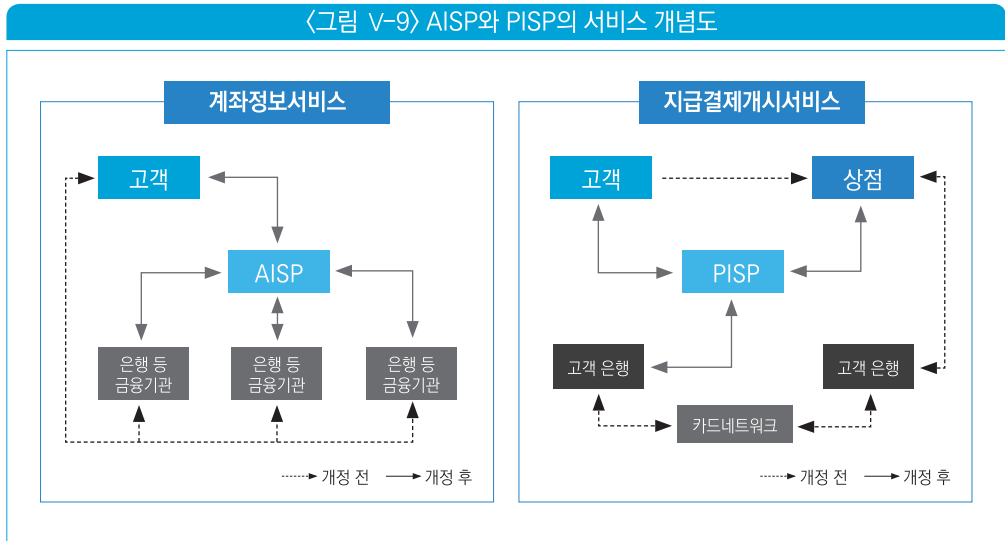 〈그림 Ⅴ-9〉 AISP와 PISP의 서비스 개념도
계좌정보서비스
고객
AISP
은행 등
금융기관
은행 등
금융기관
은행 등
금융기관
개정 전
개정 후
지급결제개시서비스
고객
상점
PISP
고객 은행
고객 은행
카드네트워크
개정 전
개정 후